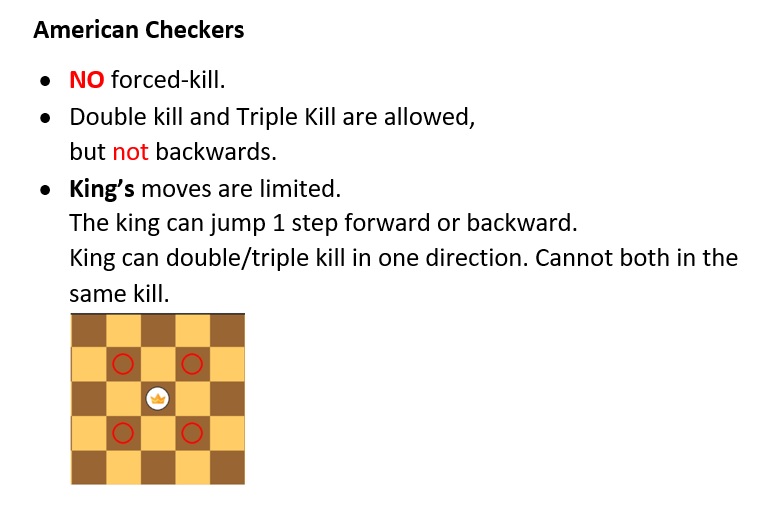 American Checkers
• NO forced-kill.
• Double kill and Triple Kill are allowed,
but not backwards.
• King’s moves are limited.
The king can jump 1 step forward or backward.
King can double/triple kill in one direction. Cannot both in the
same kill.